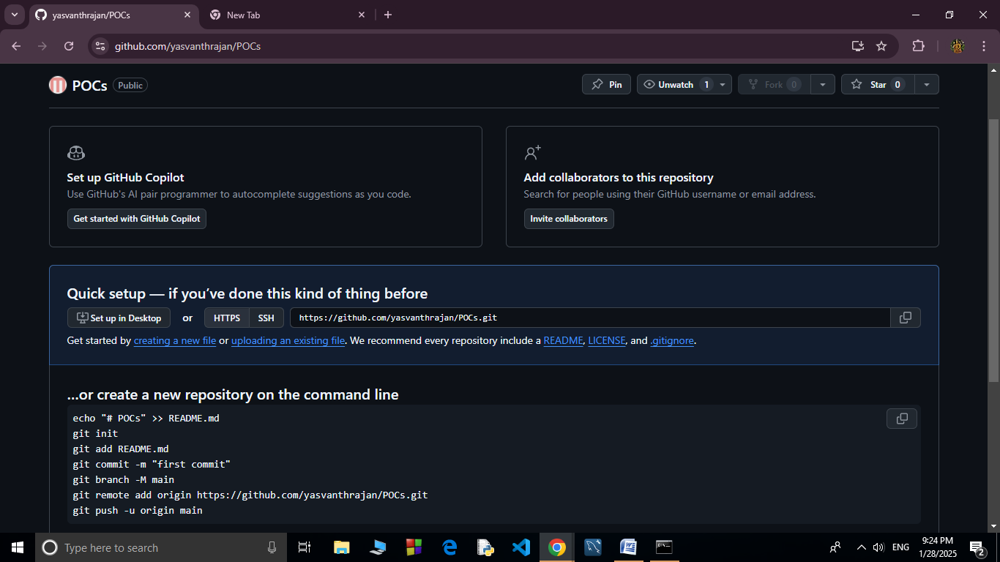 yasvanthrajan/POCs
New Tab
github.com/yasvanthrajan/POCs
POCs Public Pin Unwatch 1 Fork 0 Star 0
Set up GitHub Copilot
Use GitHub's AI pair programmer to autocomplete suggestions as you code.
Get started with GitHub Copilot
Add collaborators to this repository
Search for people using their GitHub username or email address.
Invite collaborators
Quick setup — if you’ve done this kind of thing before
Set up in Desktop or HTTPS SSH https://github.com/yasvanthrajan/POCs.git
Get started by creating a new file or uploading an existing file. We recommend every repository include a README, LICENSE, and .gitignore.
…or create a new repository on the command line
echo "# POCs" >> README.md
git init
git add README.md
git commit -m "first commit"
git branch -M main
git remote add origin https://github.com/yasvanthrajan/POCs.git
git push -u origin main
Type here to search
ENG
9:24 PM
1/28/2025
2